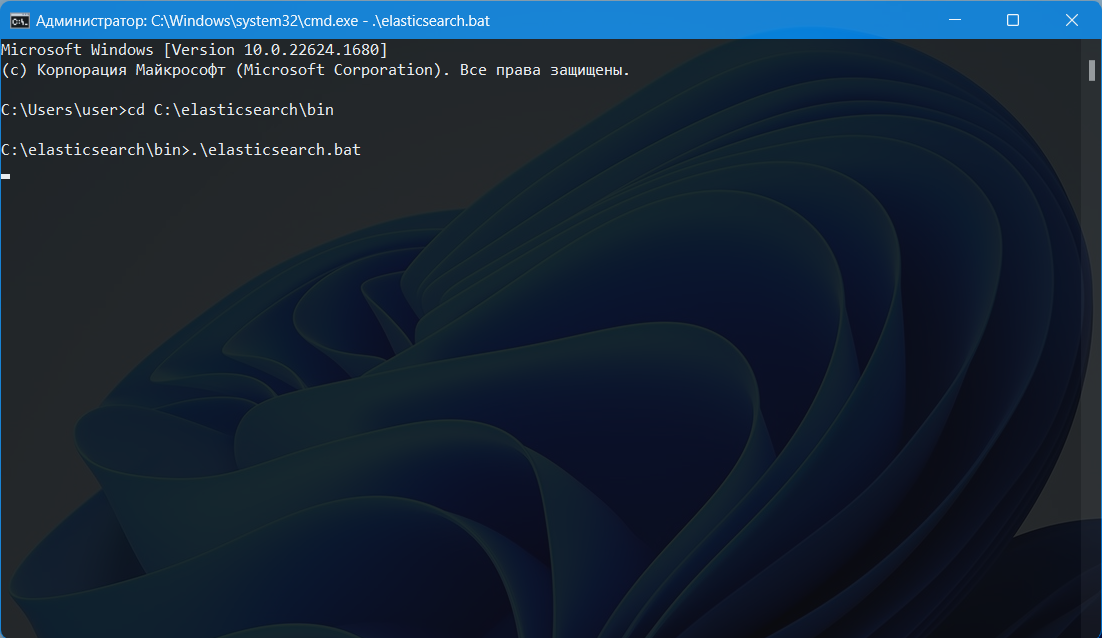 Администратор: C:\Windows\system32\cmd.exe - .\elasticsearch.bat
Microsoft Windows [Version 10.0.22624.1680]
(c) Корпорация Майкрософт (Microsoft Corporation). Все права защищены.
C:\Users\user>cd C:\elasticsearch\bin
C:\elasticsearch\bin>.\elasticsearch.bat